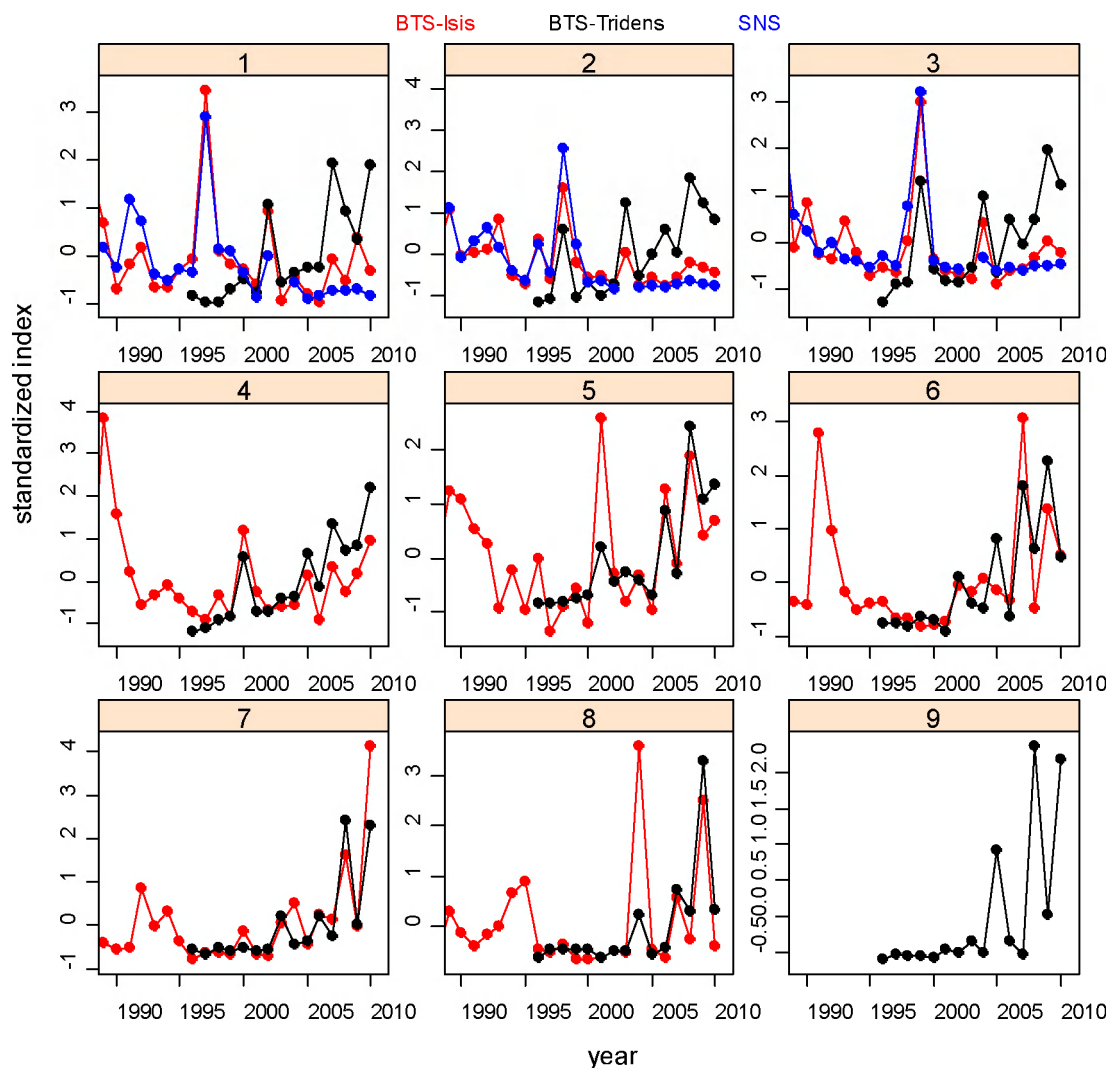 BTS-Isis BTS-Tridens SNS
1 2 3
-1 0 1 2 3
-1 0 1 2 3 4
-1 0 1 2 3
1990 1995 2000 2005 2010
1990 1995 2000 2005 2010
1990 1995 2000 2005 2010
4 5 6
-1 0 1 2 3 4
-1 0 1 2
-1 0 1 2 3
1990 1995 2000 2005 2010
1990 1995 2000 2005 2010
1990 1995 2000 2005 2010
7 8 9
-1 0 1 2 3 4
0 1 2 3
-0.5 0.0 0.5 1.0 1.5 2.0
1990 1995 2000 2005 2010
1990 1995 2000 2005 2010
1990 1995 2000 2005 2010
standardized index
year